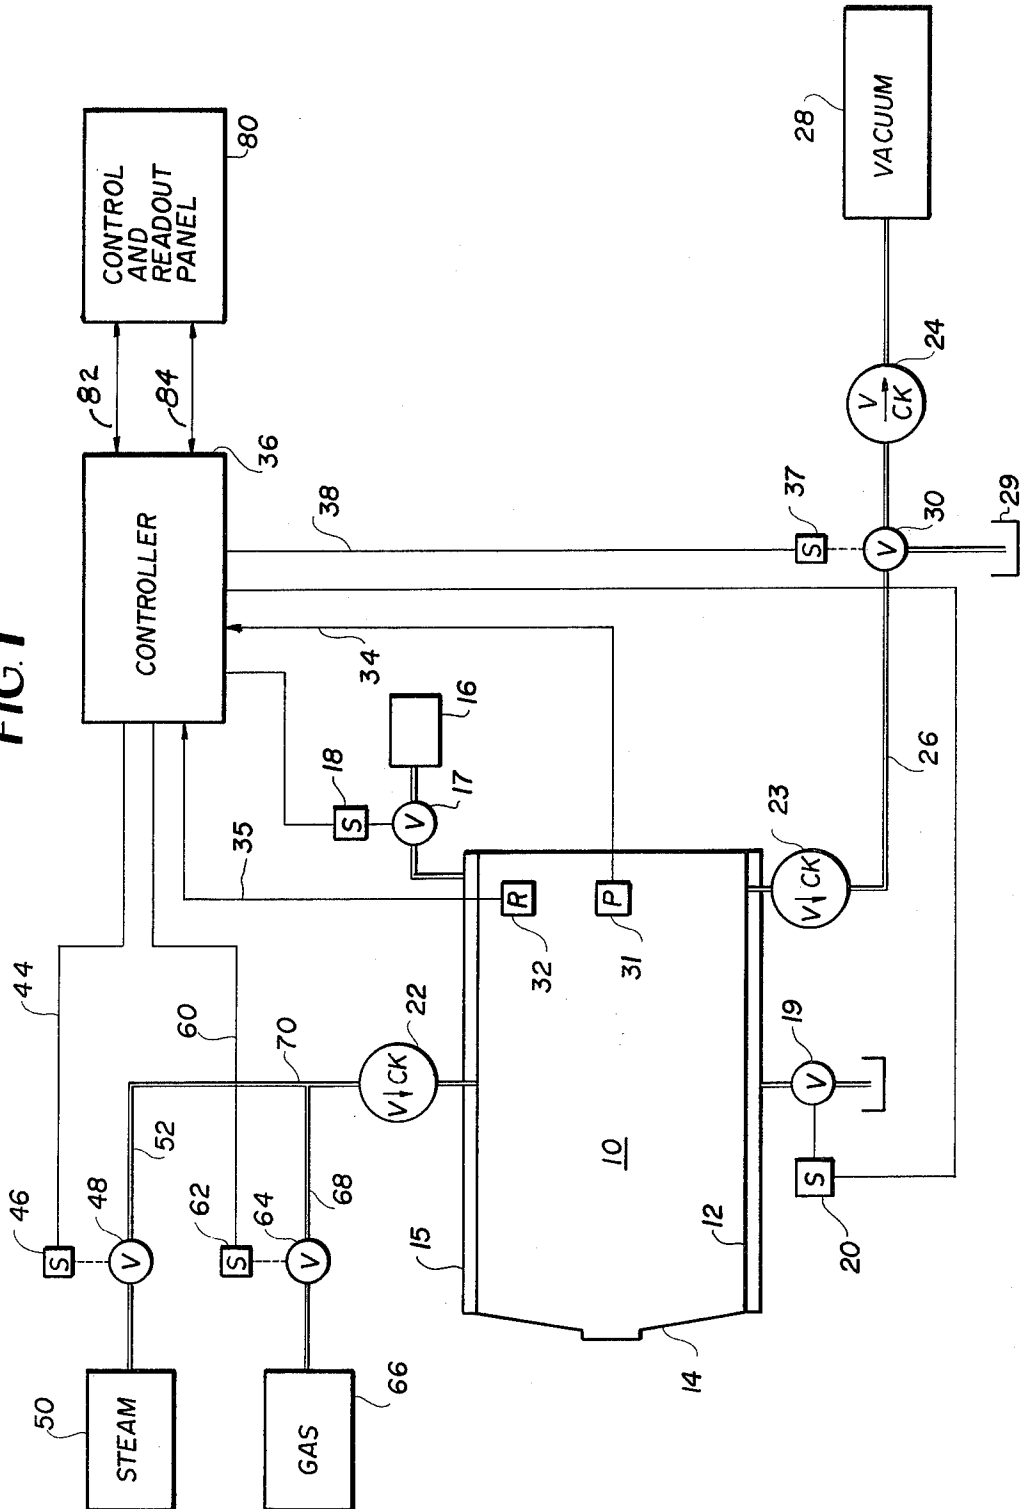 FIG. 1
STEAM
50
S
46
V
48
52
44
GAS
66
S
62
V
64
68
60
70
V CK
22
CONTROLLER
36
82
84
CONTROL
AND
READOUT
PANEL
80
35
34
38
S
18
V
17
16
R
32
P
31
10
15
12
14
V
19
S
20
V CK
23
26
S
37
V
30
29
V
CK
24
VACUUM
28